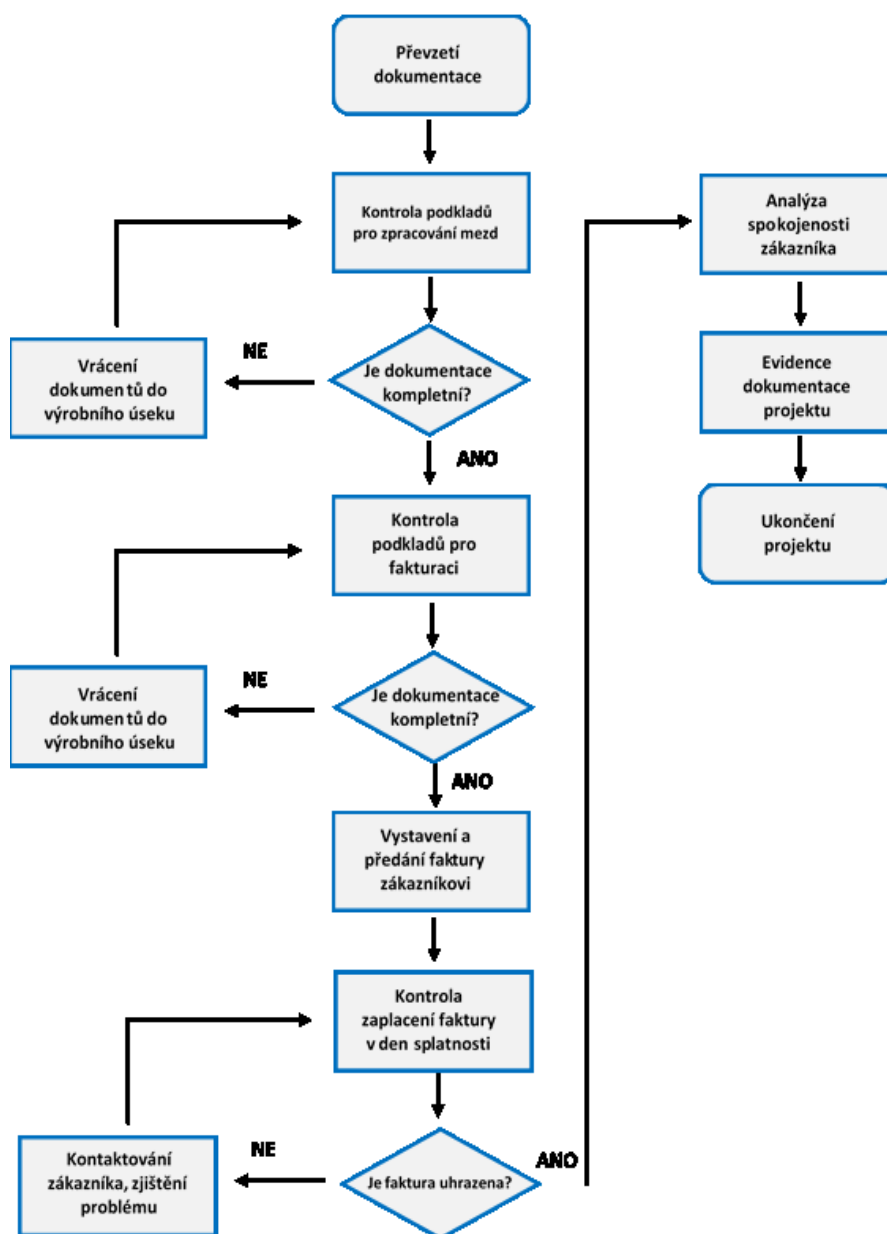 Převzetí
dokumentace
Kontrola podkladů
pro zpracování mezd
Je dokumentace
kompletní?
NE
Vrácení
dokumentů do
výrobního úseku
ANO
Kontrola
podkladů pro
fakturaci
Je dokumentace
kompletní?
NE
Vrácení
dokumentů do
výrobního úseku
ANO
Vystavení a
předání faktury
zákazníkovi
Kontrola
zaplacení faktury
v den splatnosti
Je faktura uhrazena?
NE
Kontaktování
zákazníka, zjištění
problému
ANO
Analýza
spokojenosti
zákazníka
Evidence
dokumentace
projektu
Ukončení
projektu